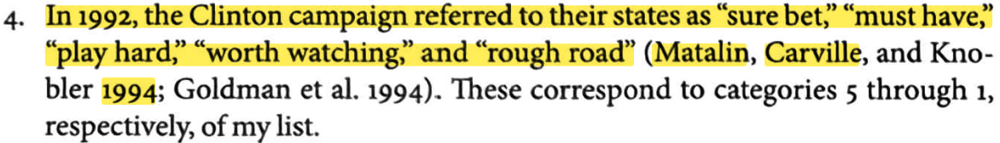 4. In 1992, the Clinton campaign referred to their states as “sure bet,” “must have,”
“play hard,” “worth watching,” and “rough road” (Matalin, Carville, and Kno-
bler 1994; Goldman et al. 1994). These correspond to categories 5 through 1,
respectively, of my list.